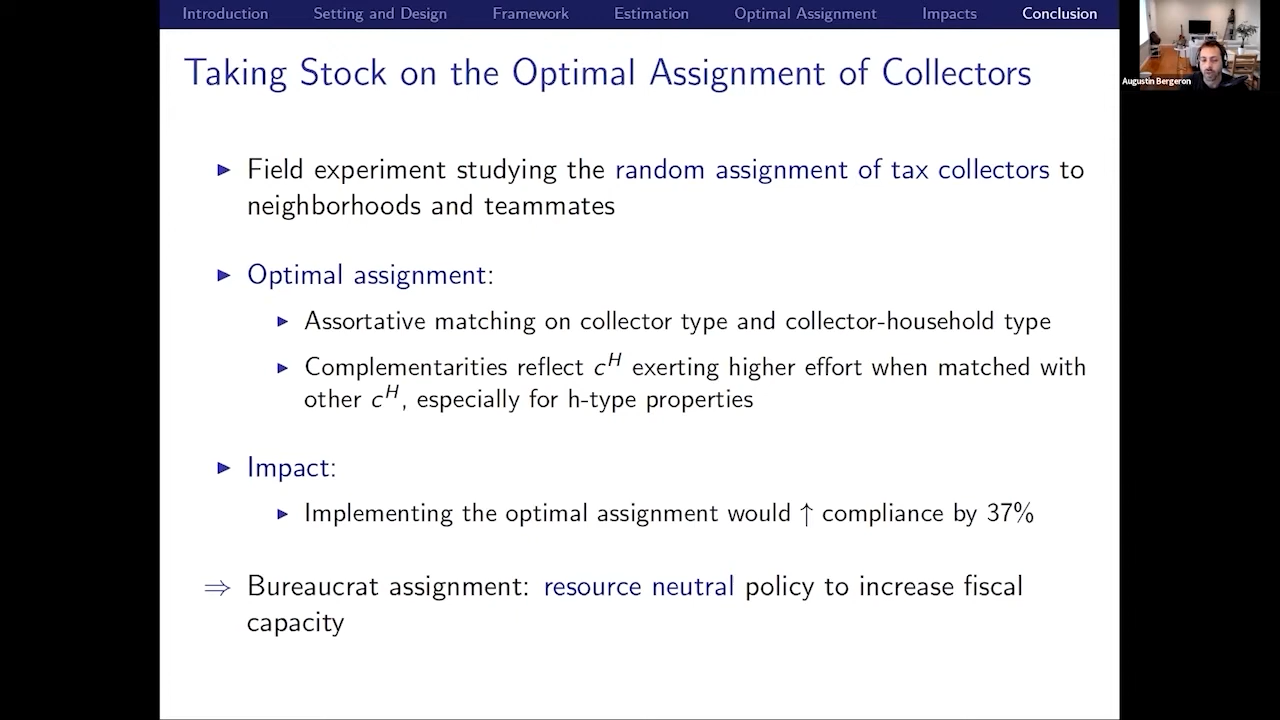 Introduction Setting and Design Framework Estimation Optimal Assignment Impacts Conclusion
Augustin Bergeron
Taking Stock on the Optimal Assignment of Collectors
▶ Field experiment studying the random assignment of tax collectors to
neighborhoods and teammates
▶ Optimal assignment:
▶ Assortative matching on collector type and collector-household type
▶ Complementarities reflect c^H exerting higher effort when matched with
other c^H, especially for h-type properties
▶ Impact:
▶ Implementing the optimal assignment would ↑ compliance by 37%
⇒ Bureaucrat assignment: resource neutral policy to increase fiscal
capacity